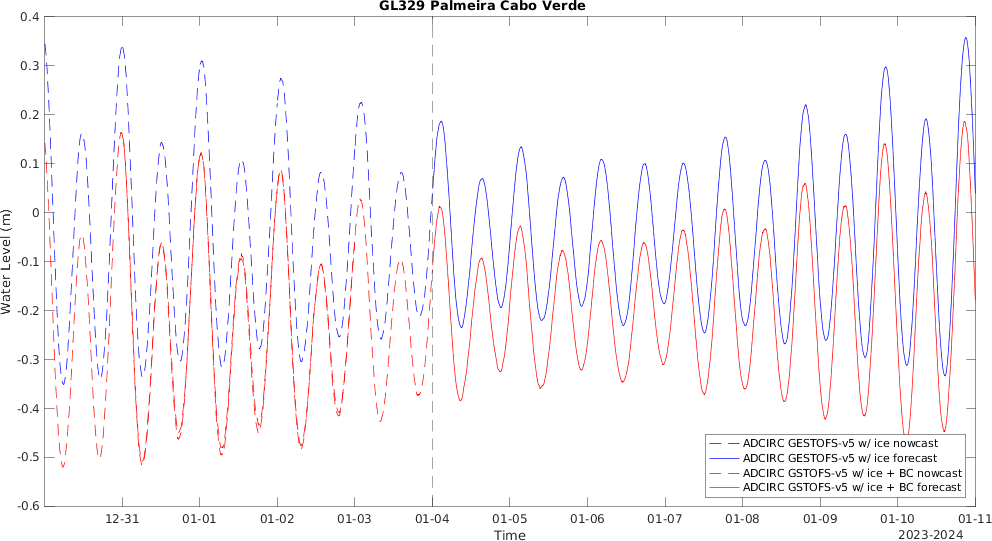 GL329 Palmeira Cabo Verde
0.4
0.3
0.2
0.1
0
-0.1
-0.2
-0.3
-0.4
-0.5
-0.6
Water Level (m)
ADCIRC GESTOFS-v5 w/ ice nowcast
ADCIRC GESTOFS-v5 w/ ice forecast
ADCIRC GSTOFS-v5 w/ ice + BC nowcast
ADCIRC GSTOFS-v5 w/ ice + BC forecast
12-31 01-01 01-02 01-03 01-04 01-05 01-06 01-07 01-08 01-09 01-10 01-11
Time
2023-2024